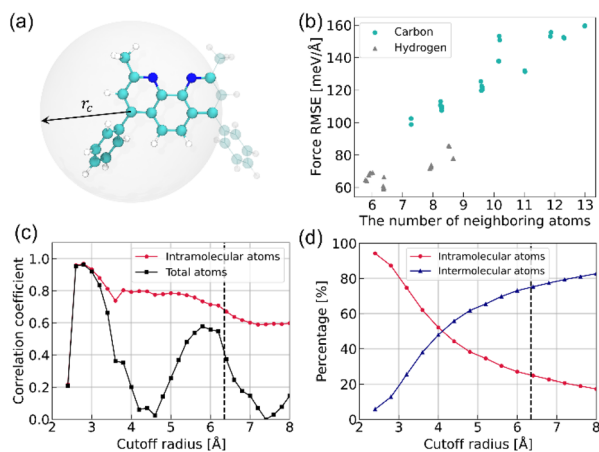 (a)
r_c
(b)
Carbon
Hydrogen
Force RMSE [meV/Å]
160
140
120
100
80
60
6 7 8 9 10 11 12 13
The number of neighboring atoms
(c)
Intramolecular atoms
Total atoms
Correlation coefficient
1.0
0.8
0.6
0.4
0.2
0.0
2 3 4 5 6 7 8
Cutoff radius [Å]
(d)
Intramolecular atoms
Intermolecular atoms
Percentage [%]
100
80
60
40
20
0
2 3 4 5 6 7 8
Cutoff radius [Å]